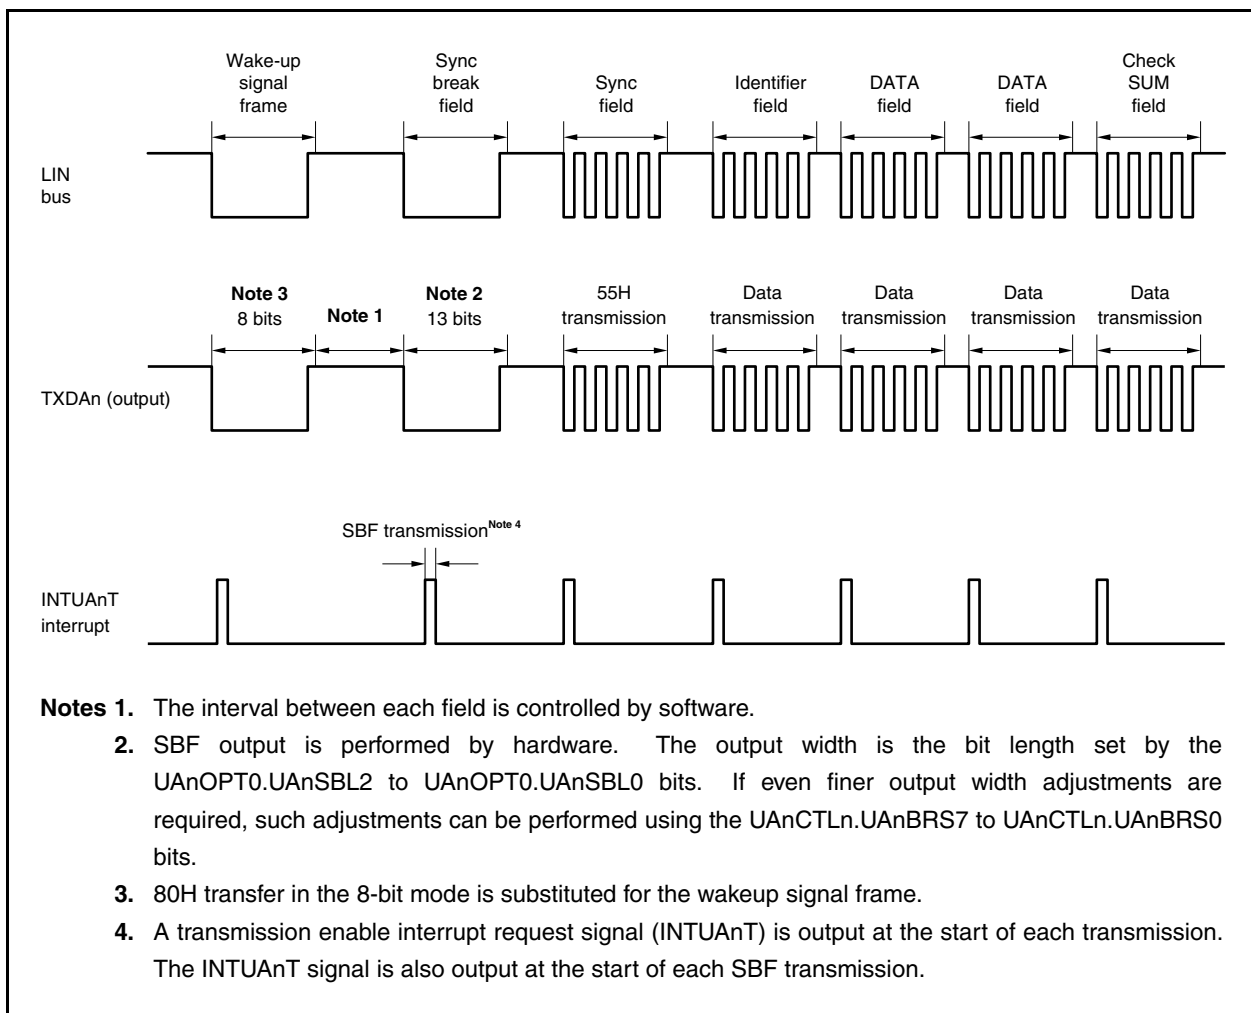 Wake-up
signal
frame
Sync
break
field
Sync
field
Identifier
field
DATA
field
DATA
field
Check
SUM
field
LIN
bus
Note 3
8 bits
Note 1
Note 2
13 bits
55H
transmission
Data
transmission
Data
transmission
Data
transmission
Data
transmission
TXDAn (output)
SBF transmissionNote 4
INTUAnT
interrupt
Notes 1. The interval between each field is controlled by software.
2. SBF output is performed by hardware. The output width is the bit length set by the
UAnOPT0.UAnSBL2 to UAnOPT0.UAnSBL0 bits. If even finer output width adjustments are
required, such adjustments can be performed using the UAnCTLn.UAnBRS7 to UAnCTLn.UAnBRS0
bits.
3. 80H transfer in the 8-bit mode is substituted for the wakeup signal frame.
4. A transmission enable interrupt request signal (INTUAnT) is output at the start of each transmission.
The INTUAnT signal is also output at the start of each SBF transmission.